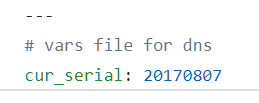 ---
# vars file for dns
cur_serial: 20170807